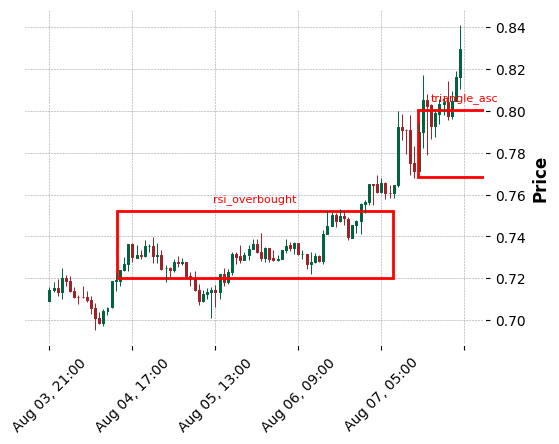 0.84
0.82
triangle_asc
0.80
0.78
Price
0.76
rsi_overbought
0.74
0.72
0.70
Aug 03, 21:00
Aug 04, 17:00
Aug 05, 13:00
Aug 06, 09:00
Aug 07, 05:00